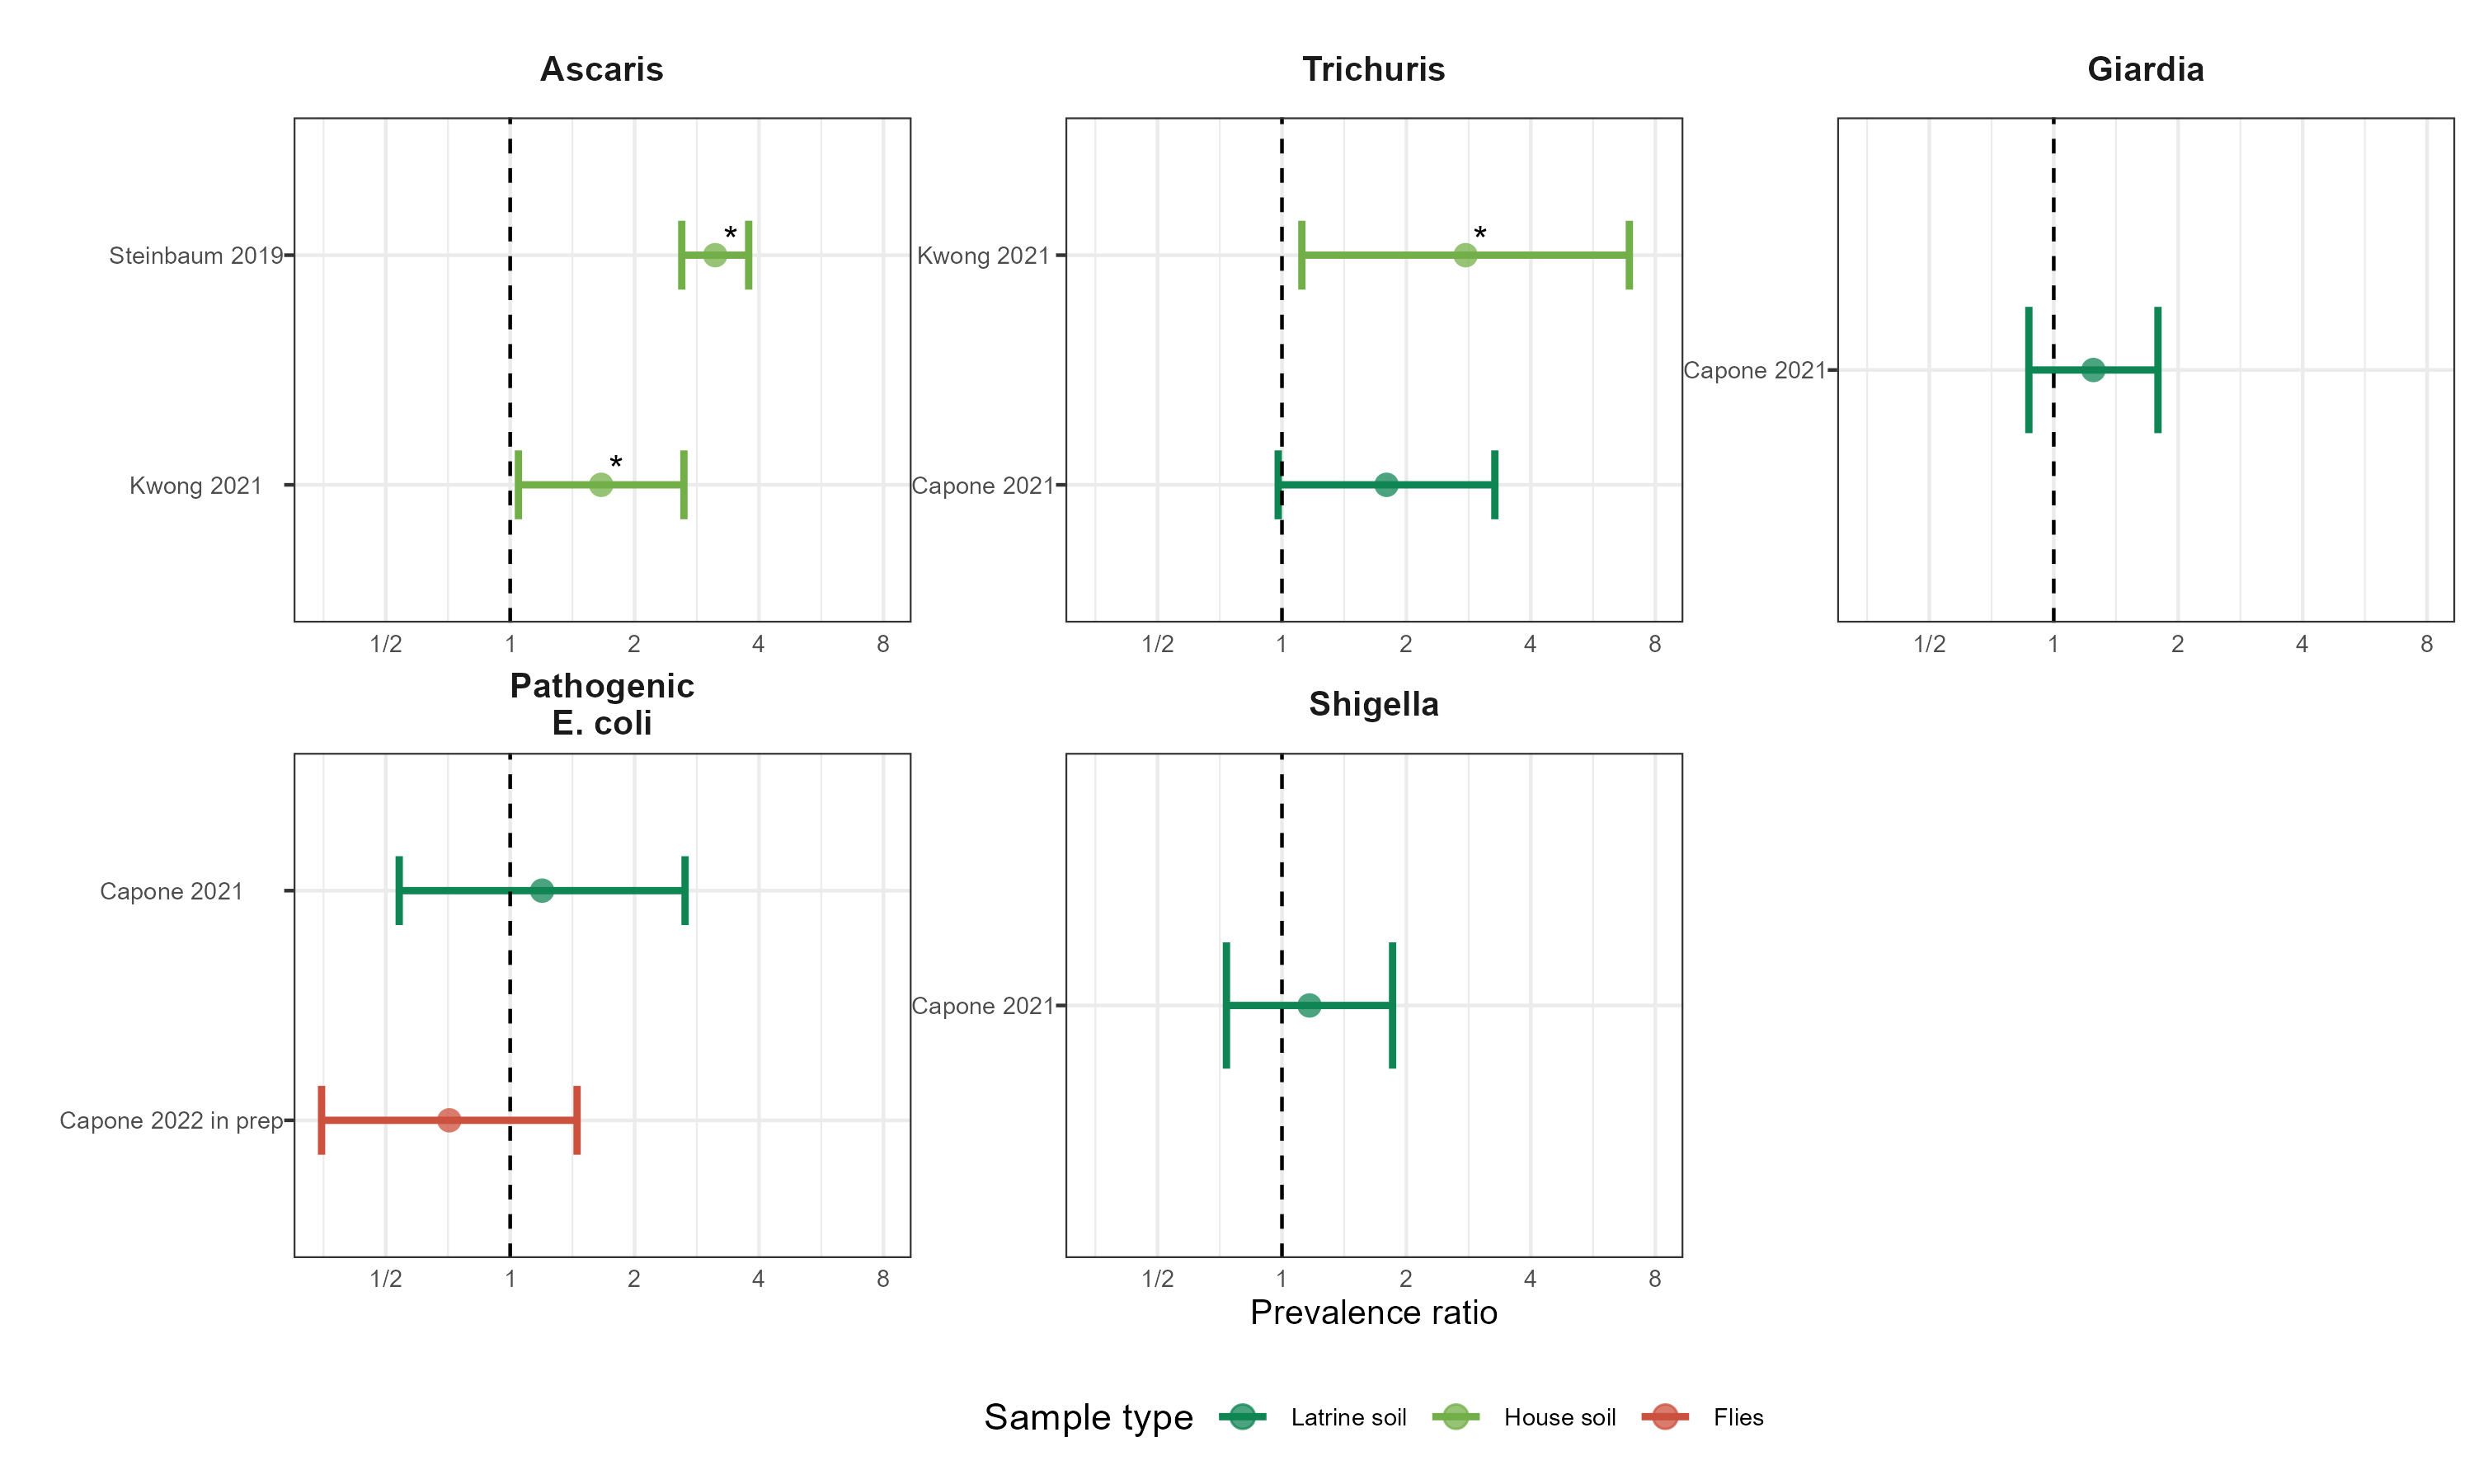 Ascaris
Trichuris
Giardia
Steinbaum 2019
*
Kwong 2021
*
1/2 1 2 4 8
Kwong 2021
*
Capone 2021
1/2 1 2 4 8
Capone 2021
1/2 1 2 4 8
Pathogenic
E. coli
Shigella
Capone 2021
Capone 2022 in prep
1/2 1 2 4 8
Capone 2021
1/2 1 2 4 8
Prevalence ratio
Sample type Latrine soil House soil Flies